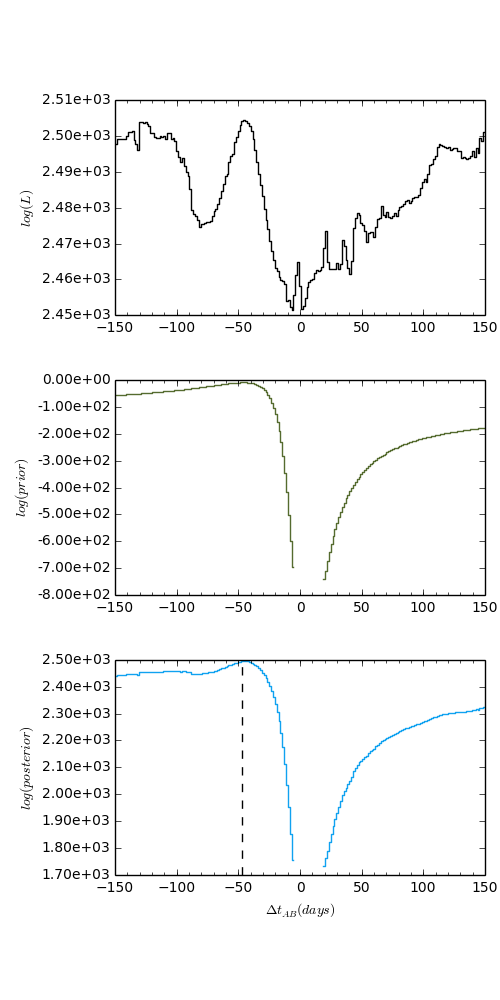 2.51e+03
2.50e+03
2.49e+03
2.48e+03
2.47e+03
2.46e+03
2.45e+03
log(L)
−150 −100 −50 0 50 100 150
0.00e+00
-1.00e+02
-2.00e+02
-3.00e+02
-4.00e+02
-5.00e+02
-6.00e+02
-7.00e+02
-8.00e+02
log(prior)
−150 −100 −50 0 50 100 150
2.50e+03
2.40e+03
2.30e+03
2.20e+03
2.10e+03
2.00e+03
1.90e+03
1.80e+03
1.70e+03
log(posterior)
−150 −100 −50 0 50 100 150
Δt_AB(days)